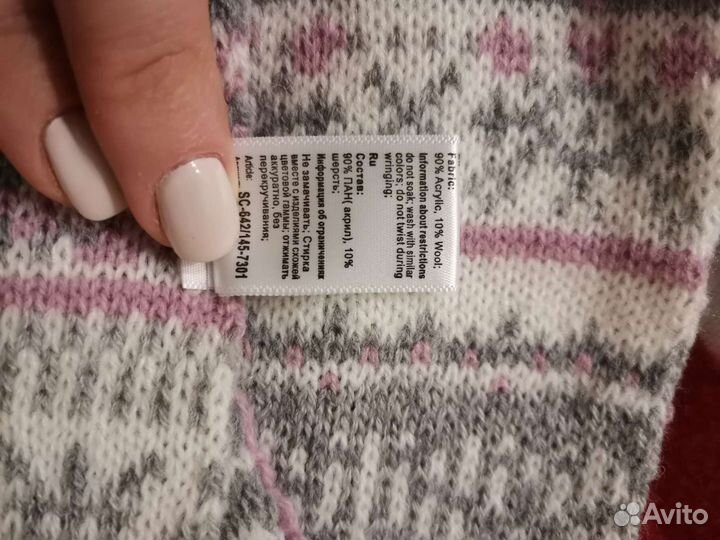 Fabric:
90% Acrylic, 10% Wool;
Information about restrictions
do not soak; wash with similar
colors; do not twist during
wringing;
Ru
Состав:
90% ПАН( акрил), 10%
шерсть;
Информация об ограничениях
Не замачивать; Стирка
вместе с изделиями схожей
цветовой гаммы; отжимать
аккуратно, без
перекручивания;
Article: SC-642/145-7301
Avito